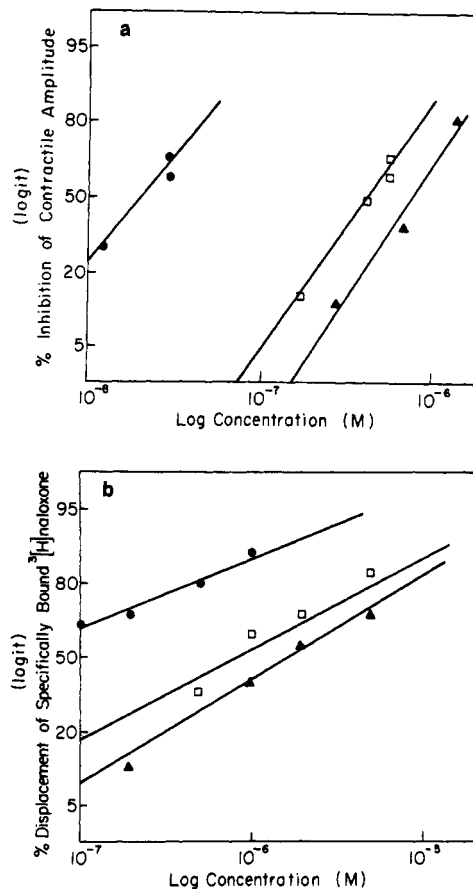 a
95
80
50
20
5
% Inhibition of Contractile Amplitude
(logit)
10-8
10-7
10-6
Log Concentration (M)
b
95
80
50
20
5
% Displacement of Specifically Bound 3[H]naloxone
(logit)
10-7
10-6
10-5
Log Concentration (M)